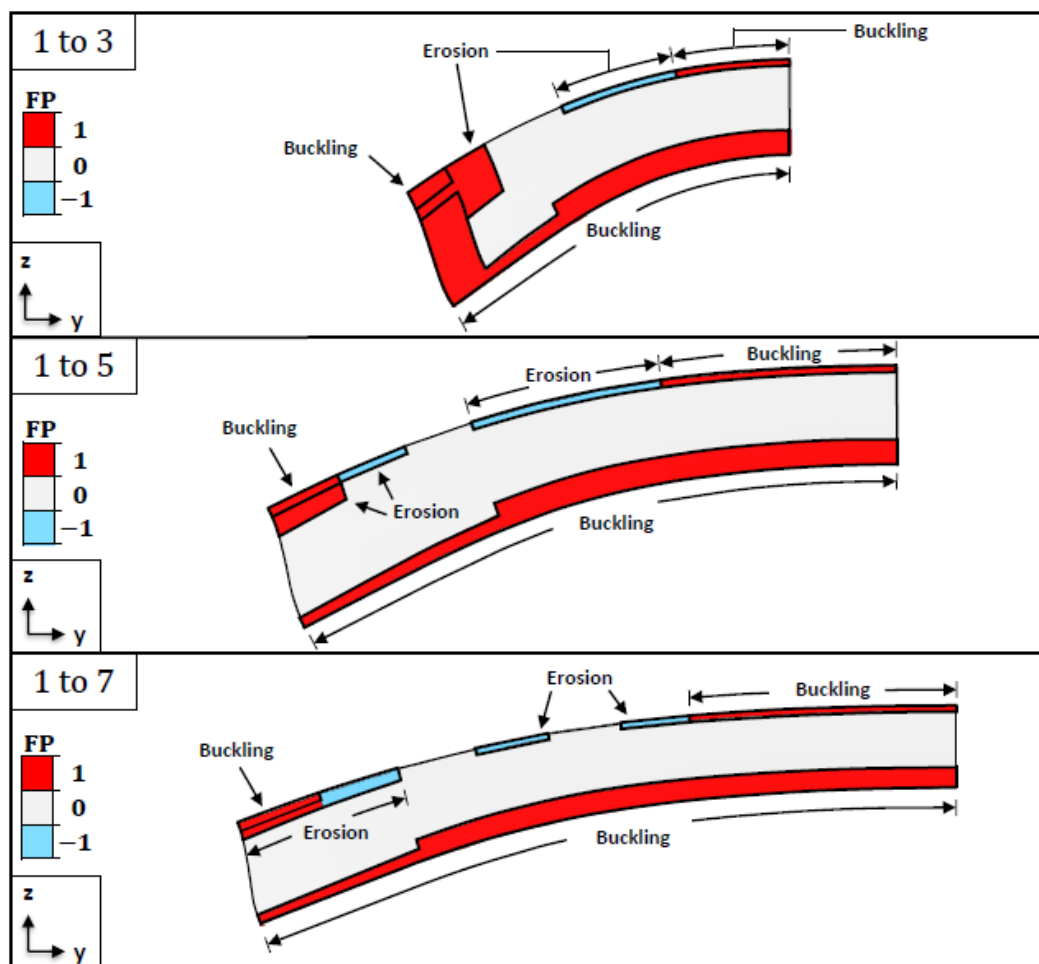 1 to 3
Buckling
Erosion
FP
1
0
−1
Buckling
Buckling
z
y
1 to 5
Buckling
Erosion
Buckling
FP
1
0
−1
Erosion
Buckling
z
y
1 to 7
Erosion
Buckling
Buckling
FP
1
0
−1
Erosion
Buckling
z
y